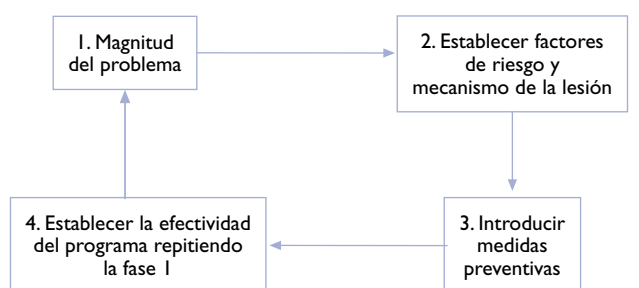 1. Magnitud
del problema
2. Establecer factores
de riesgo y
mecanismo de la lesión
4. Establecer la efectividad
del programa repitiendo
la fase 1
3. Introducir
medidas
preventivas